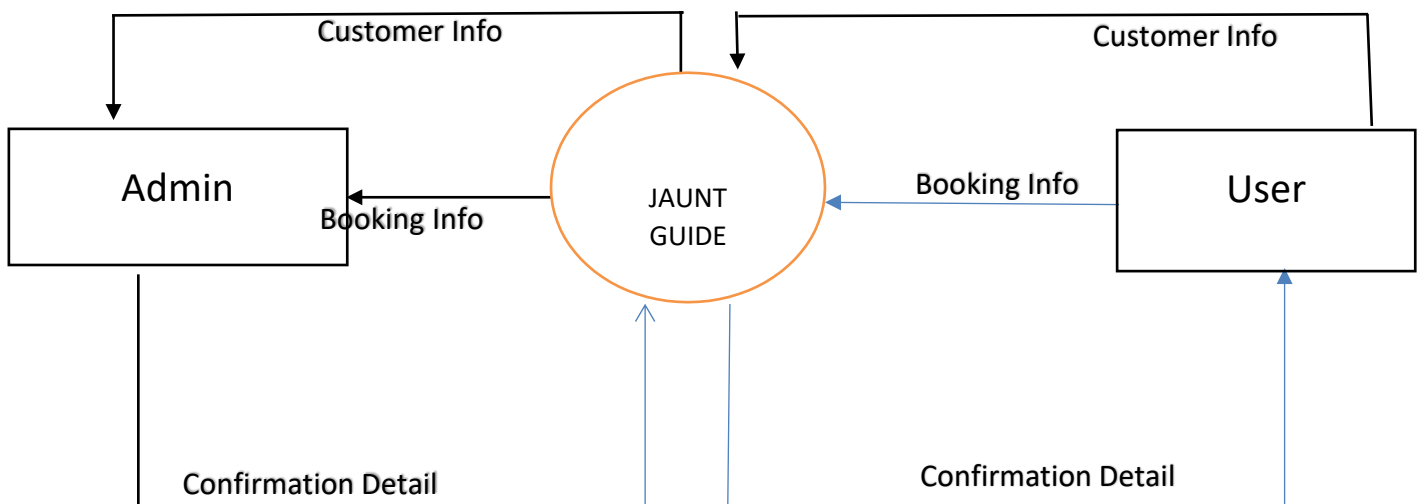 Customer Info
Customer Info
Admin
JAUNT
GUIDE
Booking Info
User
Booking Info
Confirmation Detail
Confirmation Detail